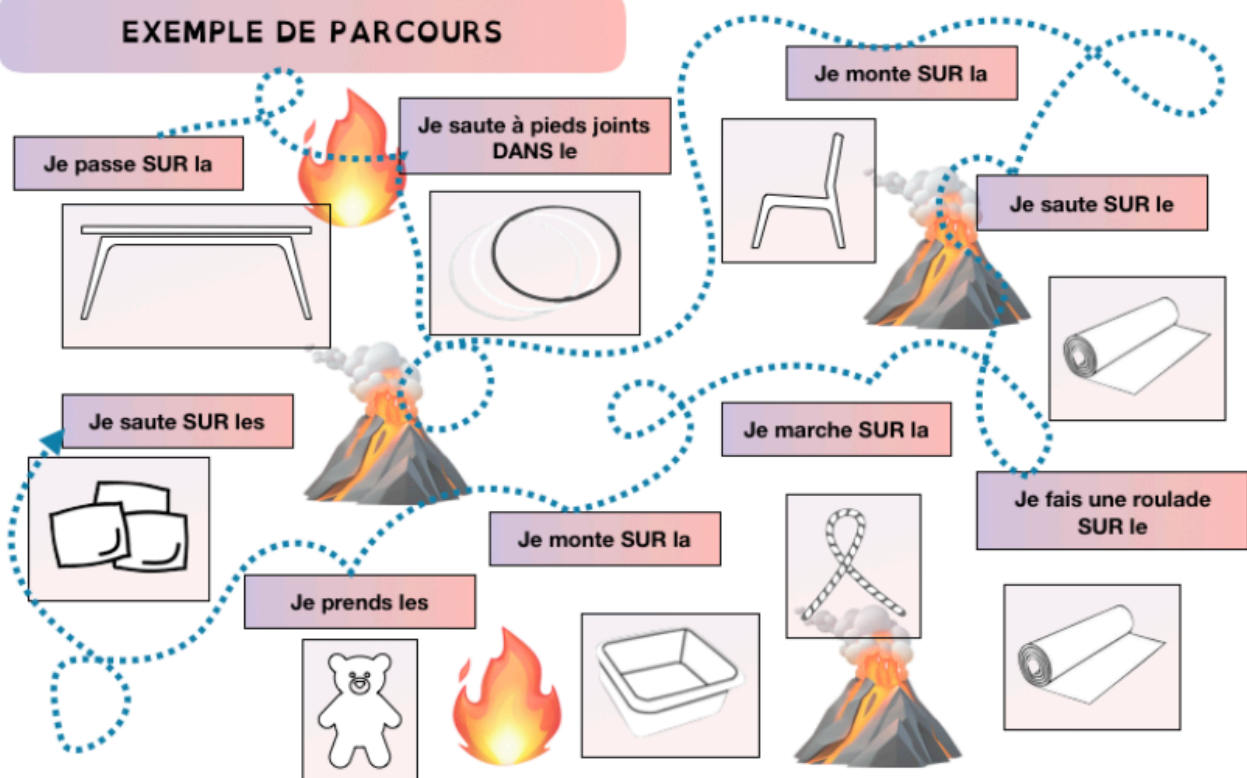 EXEMPLE DE PARCOURS
Je passe SUR la
Je saute à pieds joints
DANS le
Je monte SUR la
Je saute SUR le
Je fais une roulade
SUR le
Je marche SUR la
Je monte SUR la
Je prends les
Je saute SUR les